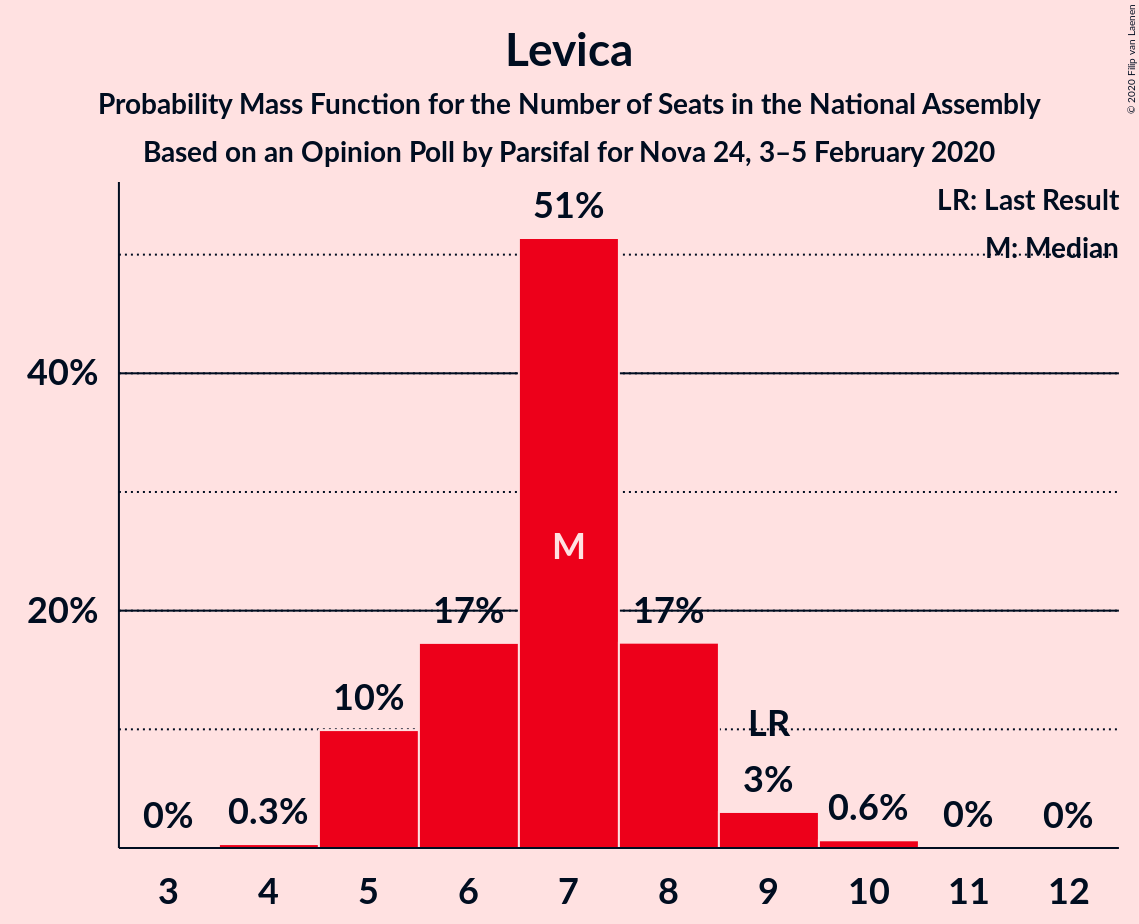 Levica
Probability Mass Function for the Number of Seats in the National Assembly
Based on an Opinion Poll by Parsifal for Nova 24, 3–5 February 2020
© 2020 Filip van Laenen
LR: Last Result
M: Median
51%
40%
M
20%
17%
17%
10%
LR
3%
0%
0.3%
0.6%
0%
0%
3 4 5 6 7 8 9 10 11 12